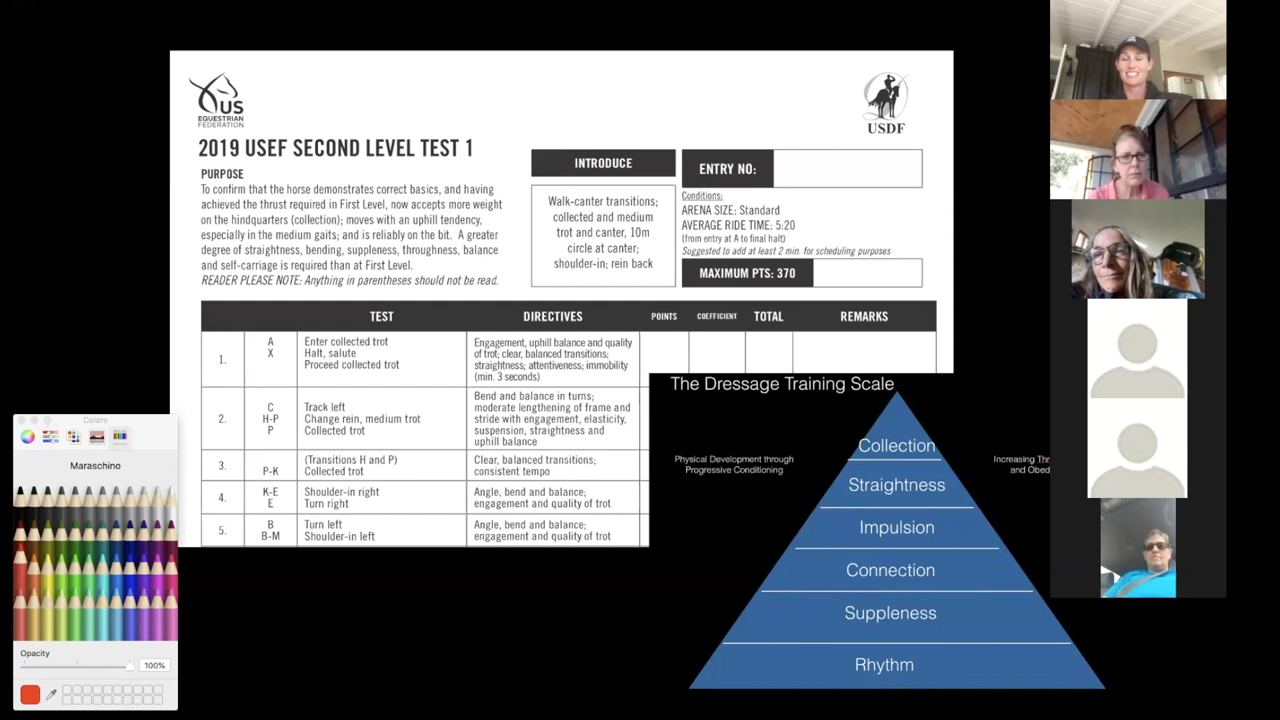 US
EQUESTRIAN
FEDERATION
USDF
2019 USEF SECOND LEVEL TEST 1
PURPOSE
To confirm that the horse demonstrates correct basics, and having
achieved the thrust required in First Level, now accepts more weight
on the hindquarters (collection); moves with an uphill tendency,
especially in the medium gaits; and is reliably on the bit. A greater
degree of straightness, bending, suppleness, throughness, balance
and self-carriage is required than at First Level.
READER PLEASE NOTE: Anything in parentheses should not be read.
INTRODUCE
Walk-canter transitions;
collected and medium
trot and canter, 10m
circle at canter;
shoulder-in; rein back
ENTRY NO:
Conditions:
ARENA SIZE: Standard
AVERAGE RIDE TIME: 5:20
(from entry at A to final halt)
Suggested to add at least 2 min. for scheduling purposes
MAXIMUM PTS: 370
TEST DIRECTIVES POINTS COEFFICIENT TOTAL REMARKS
1.
A Enter collected trot
X Halt, salute
Proceed collected trot
Engagement, uphill balance and quality
of trot; clear, balanced transitions;
straightness; attentiveness; immobility
(min. 3 seconds)
2.
C Track left
H-P Change rein, medium trot
P Collected trot
Bend and balance in turns;
moderate lengthening of frame and
stride with engagement, elasticity,
suspension, straightness and
uphill balance
3.
(Transitions H and P)
P-K Collected trot
Clear, balanced transitions;
consistent tempo
4.
K-E Shoulder-in right
E Turn right
Angle, bend and balance;
engagement and quality of trot
5.
B Turn left
B-M Shoulder-in left
Angle, bend and balance;
engagement and quality of trot
The Dressage Training Scale
Physical Development through
Progressive Conditioning
Increasing Thr
and Obed
Collection
Straightness
Impulsion
Connection
Suppleness
Rhythm
Colors
Maraschino
Opacity
100%